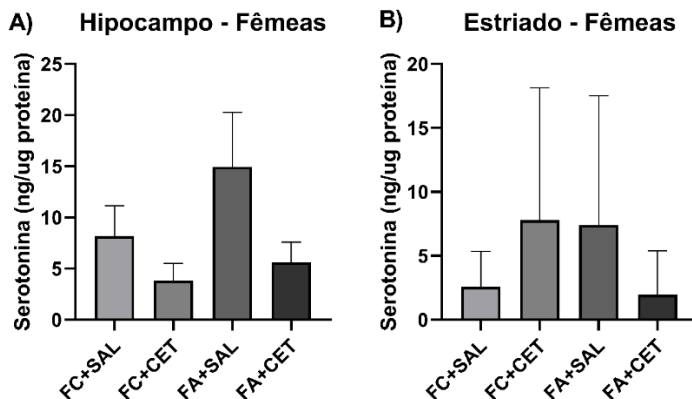 A) Hipocampo - Fêmeas
Serotonina (ng/ug proteína)
25
20
15
10
5
0
FC+SAL
FC+CET
FA+SAL
FA+CET
B) Estriado - Fêmeas
Serotonina (ng/ug proteína)
20
15
10
5
0
FC+SAL
FC+CET
FA+SAL
FA+CET